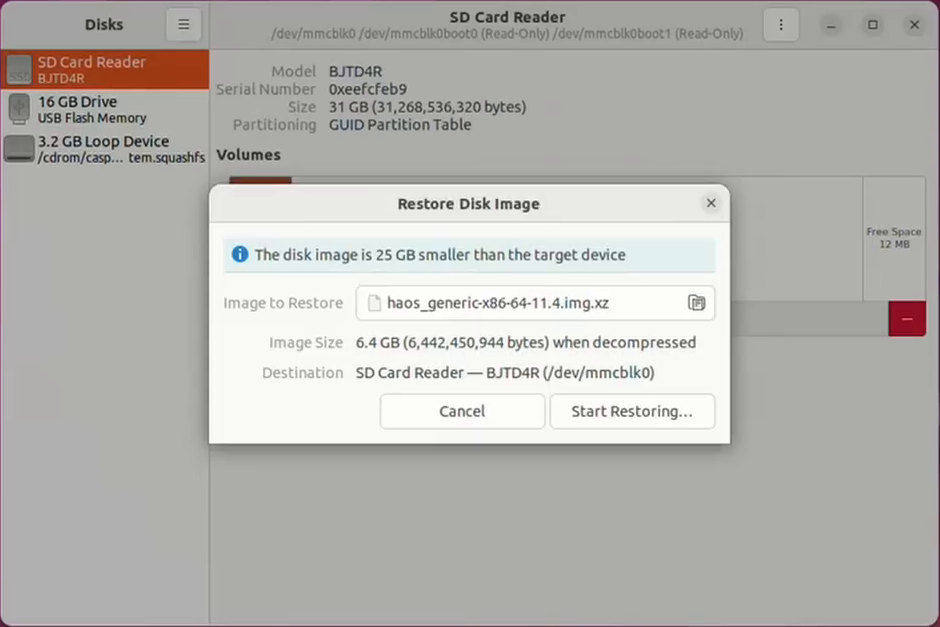 Disks
SD Card Reader
/dev/mmcblk0 /dev/mmcblk0boot0 (Read-Only) /dev/mmcblk0boot1 (Read-Only)
SD Card Reader
BJTD4R
16 GB Drive
USB Flash Memory
3.2 GB Loop Device
/cdrom/casp... tem.squashfs
Model BJTD4R
Serial Number 0xeefcfeb9
Size 31 GB (31,268,536,320 bytes)
Partitioning GUID Partition Table
Volumes
Free Space
12 MB
Restore Disk Image
The disk image is 25 GB smaller than the target device
Image to Restore haos_generic-x86-64-11.4.img.xz
Image Size 6.4 GB (6,442,450,944 bytes) when decompressed
Destination SD Card Reader — BJTD4R (/dev/mmcblk0)
Cancel Start Restoring...